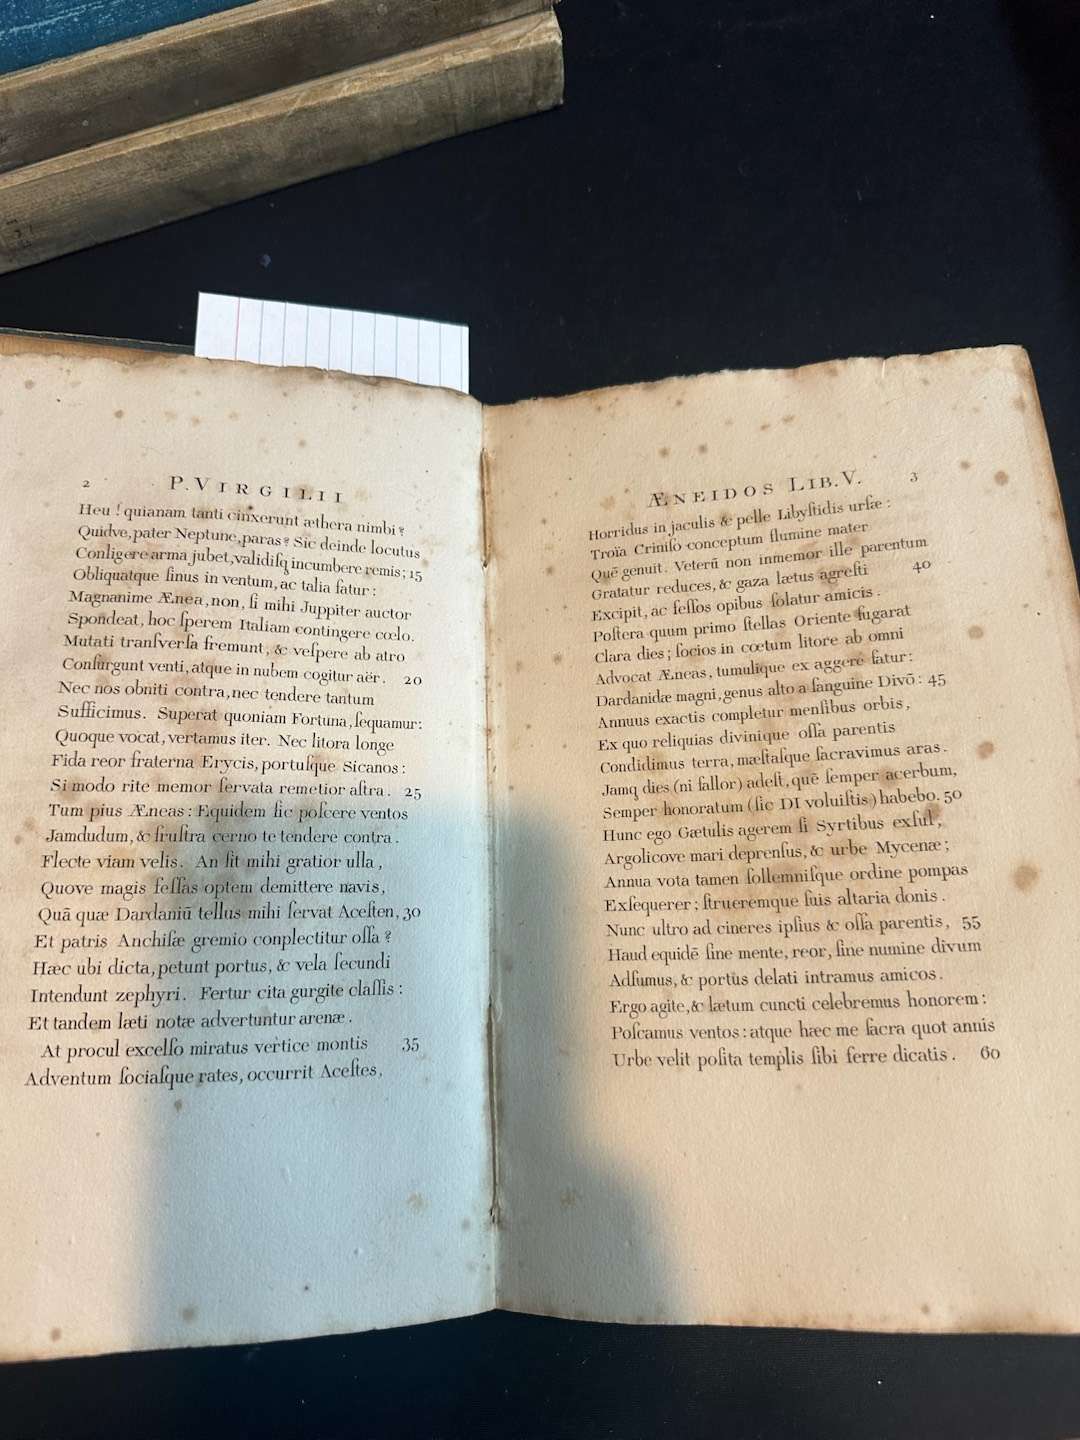 2
P. VIRGILII
Heu! quianam tanti cinxerunt æthera nimbi?
Quidve, pater Neptune, paras? Sic deinde locutus
Conligere arma jubet, validiſq̨ incumbere remis; 15
Obliquatque ſinus in ventum, ac talia fatur:
Magnanime Ænea, non, ſi mihi Juppiter auctor
Spondeat, hoc ſperem Italiam contingere cœlo.
Mutati tranſverſa fremunt, & veſpere ab atro
Conſurgunt venti, atque in nubem cogitur aër. 20
Nec nos obniti contra, nec tendere tantum
Sufficimus. Superat quoniam Fortuna, ſequamur:
Quoque vocat, vertamus iter. Nec litora longe
Fida reor fraterna Erycis, portuſque Sicanos:
Si modo rite memor ſervata remetior aſtra. 25
Tum pius Æneas: Equidem ſic poſcere ventos
Jamdudum, & fruſtra cerno te tendere contra.
Flecte viam velis. An ſit mihi gratior ulla,
Quove magis feſſas optem demittere navis,
Quā quæ Dardaniū tellus mihi ſervat Aceſten, 30
Et patris Anchiſæ gremio conplectitur oſſa?
Hæc ubi dicta, petunt portus, & vela ſecundi
Intendunt zephyri. Fertur cita gurgite claſſis:
Et tandem læti notæ advertuntur arenæ.
At procul excelſo miratus vertice montis 35
Adventum ſociaſque rates, occurrit Aceſtes,
ÆNEIDOS LIB. V. 3
Horridus in jaculis & pelle Libyſtidis urſæ:
Troïa Criniſo conceptum flumine mater
Quē genuit. Veterū non inmemor ille parentum
Gratatur reduces, & gaza lætus agreſti 40
Excipit, ac feſſos opibus ſolatur amicis.
Poſtera quum primo ſtellas Oriente fugarat
Clara dies; ſocios in cœtum litore ab omni
Advocat Æneas, tumulique ex aggere fatur:
Dardanidæ magni, genus alto a ſanguine Divō: 45
Annuus exactis completur menſibus orbis,
Ex quo reliquias divinique oſſa parentis
Condidimus terra, mæſtaſque ſacravimus aras.
Jamq̨ dies (ni fallor) adeſt, quē ſemper acerbum,
Semper honoratum (ſic DI voluiſtis) habebo. 50
Hunc ego Gætulis agerem ſi Syrtibus exſul,
Argolicove mari deprenſus, & urbe Mycenæ;
Annua vota tamen ſollemniſque ordine pompas
Exſequerer; ſtrueremque ſuis altaria donis.
Nunc ultro ad cineres ipſius & oſſa parentis, 55
Haud equidē ſine mente, reor, ſine numine divum
Adſumus, & portus delati intramus amicos.
Ergo agite, & lætum cuncti celebremus honorem:
Poſcamus ventos: atque hæc me ſacra quot annis
Urbe velit poſita templis ſibi ferre dicatis. 60